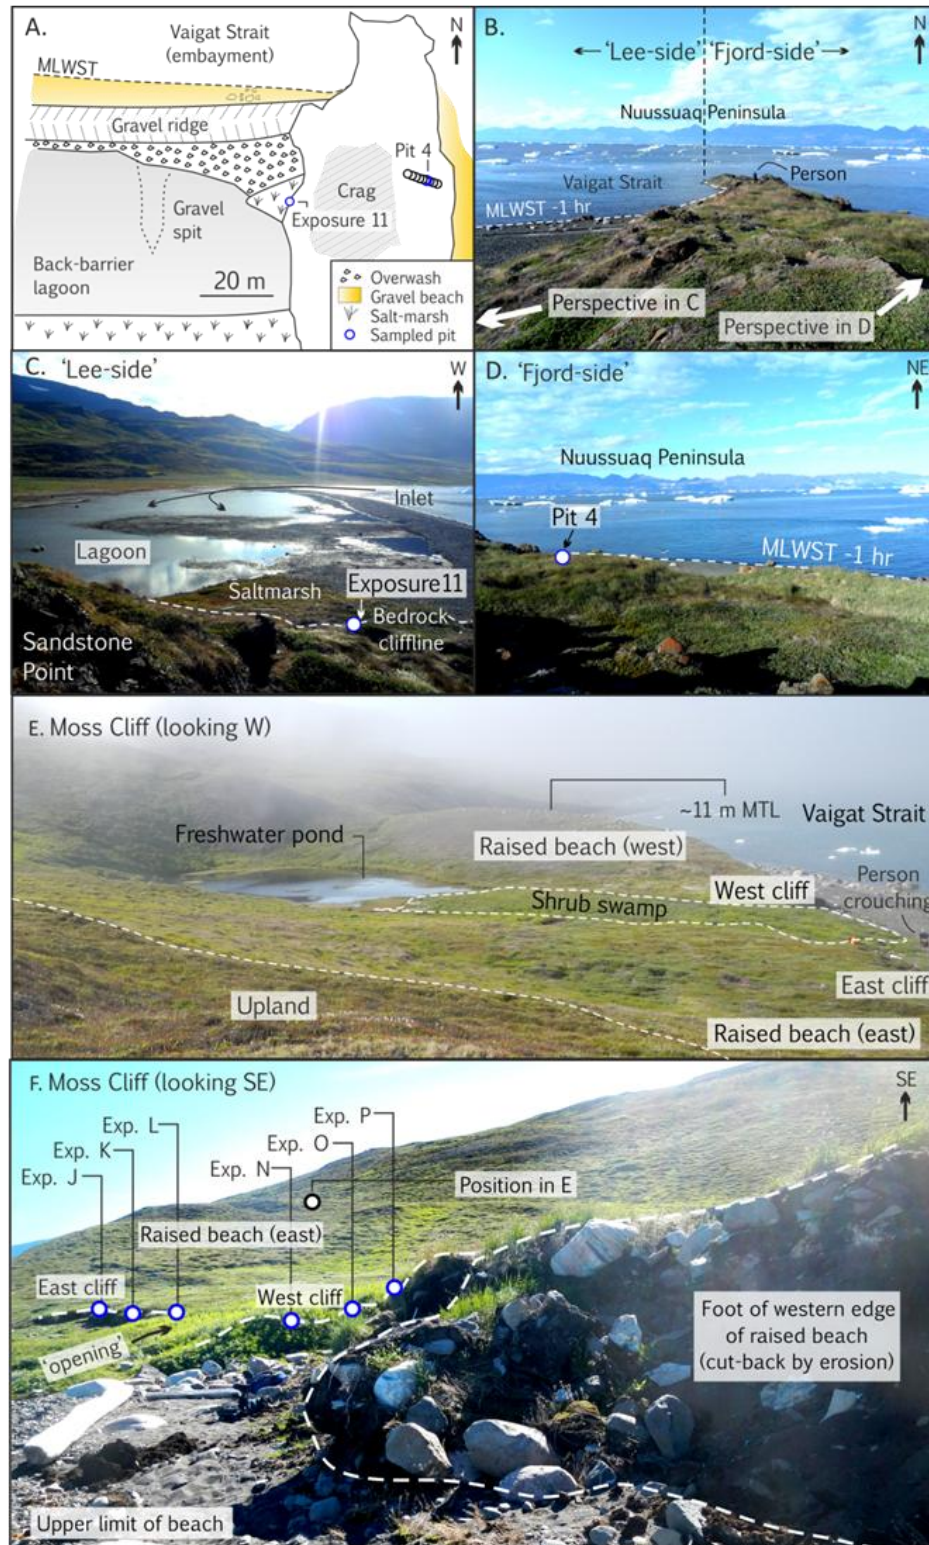 A.
N
Vaigat Strait
(embayment)
MLWST
Gravel ridge
Pit 4
Crag
Gravel
spit
Exposure 11
Back-barrier
lagoon
20 m
Overwash
Gravel beach
Salt-marsh
Sampled pit
B.
N
'Lee-side'
'Fjord-side'
Nuussuaq Peninsula
Person
Vaigat Strait
MLWST -1 hr
Perspective in C
Perspective in D
C. 'Lee-side'
W
Inlet
Lagoon
Saltmarsh
Exposure11
Bedrock
cliffline
Sandstone
Point
D. 'Fjord-side'
NE
Nuussuaq Peninsula
Pit 4
MLWST -1 hr
E. Moss Cliff (looking W)
~11 m MTL
Vaigat Strait
Freshwater pond
Raised beach (west)
West cliff
Person
crouching
Shrub swamp
East cliff
Upland
Raised beach (east)
F. Moss Cliff (looking SE)
SE
Exp. P
Exp. L
Exp. O
Exp. K
Exp. N
Exp. J
Position in E
Raised beach (east)
East cliff
West cliff
'opening'
Foot of western edge
of raised beach
(cut-back by erosion)
Upper limit of beach